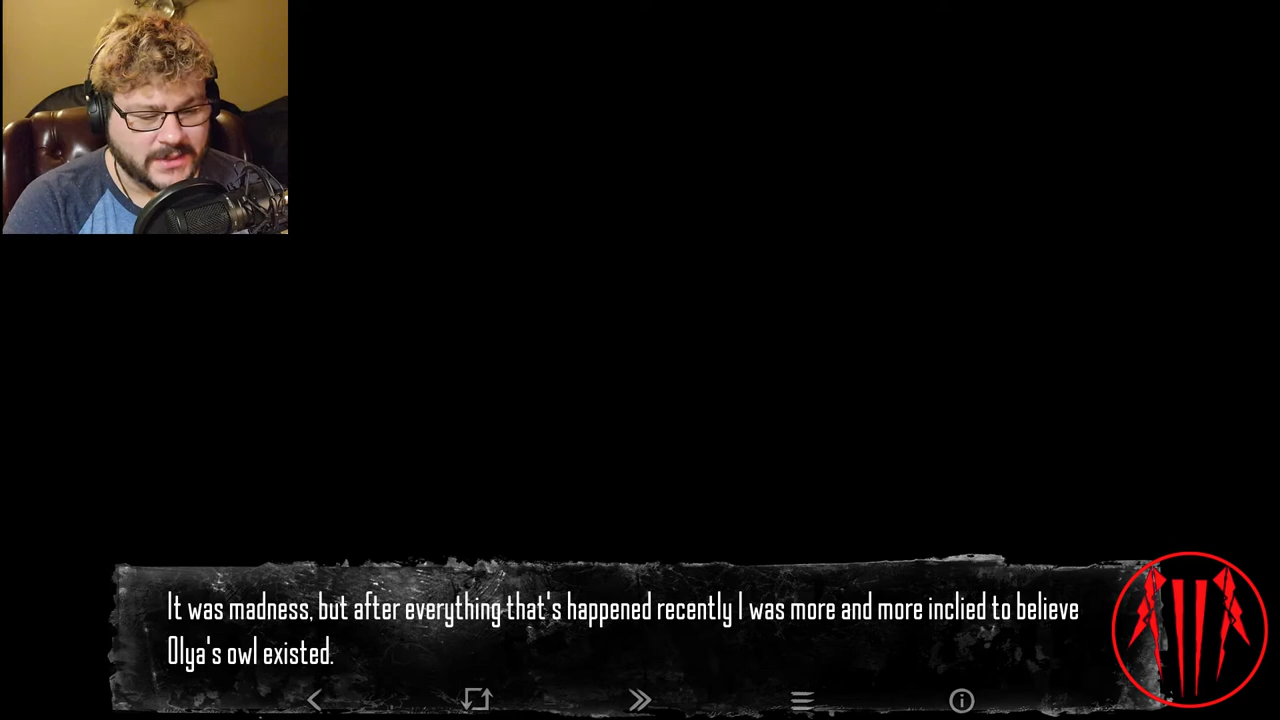 It was madness, but after everything that's happened recently I was more and more inclied to believe
Olya's owl existed.